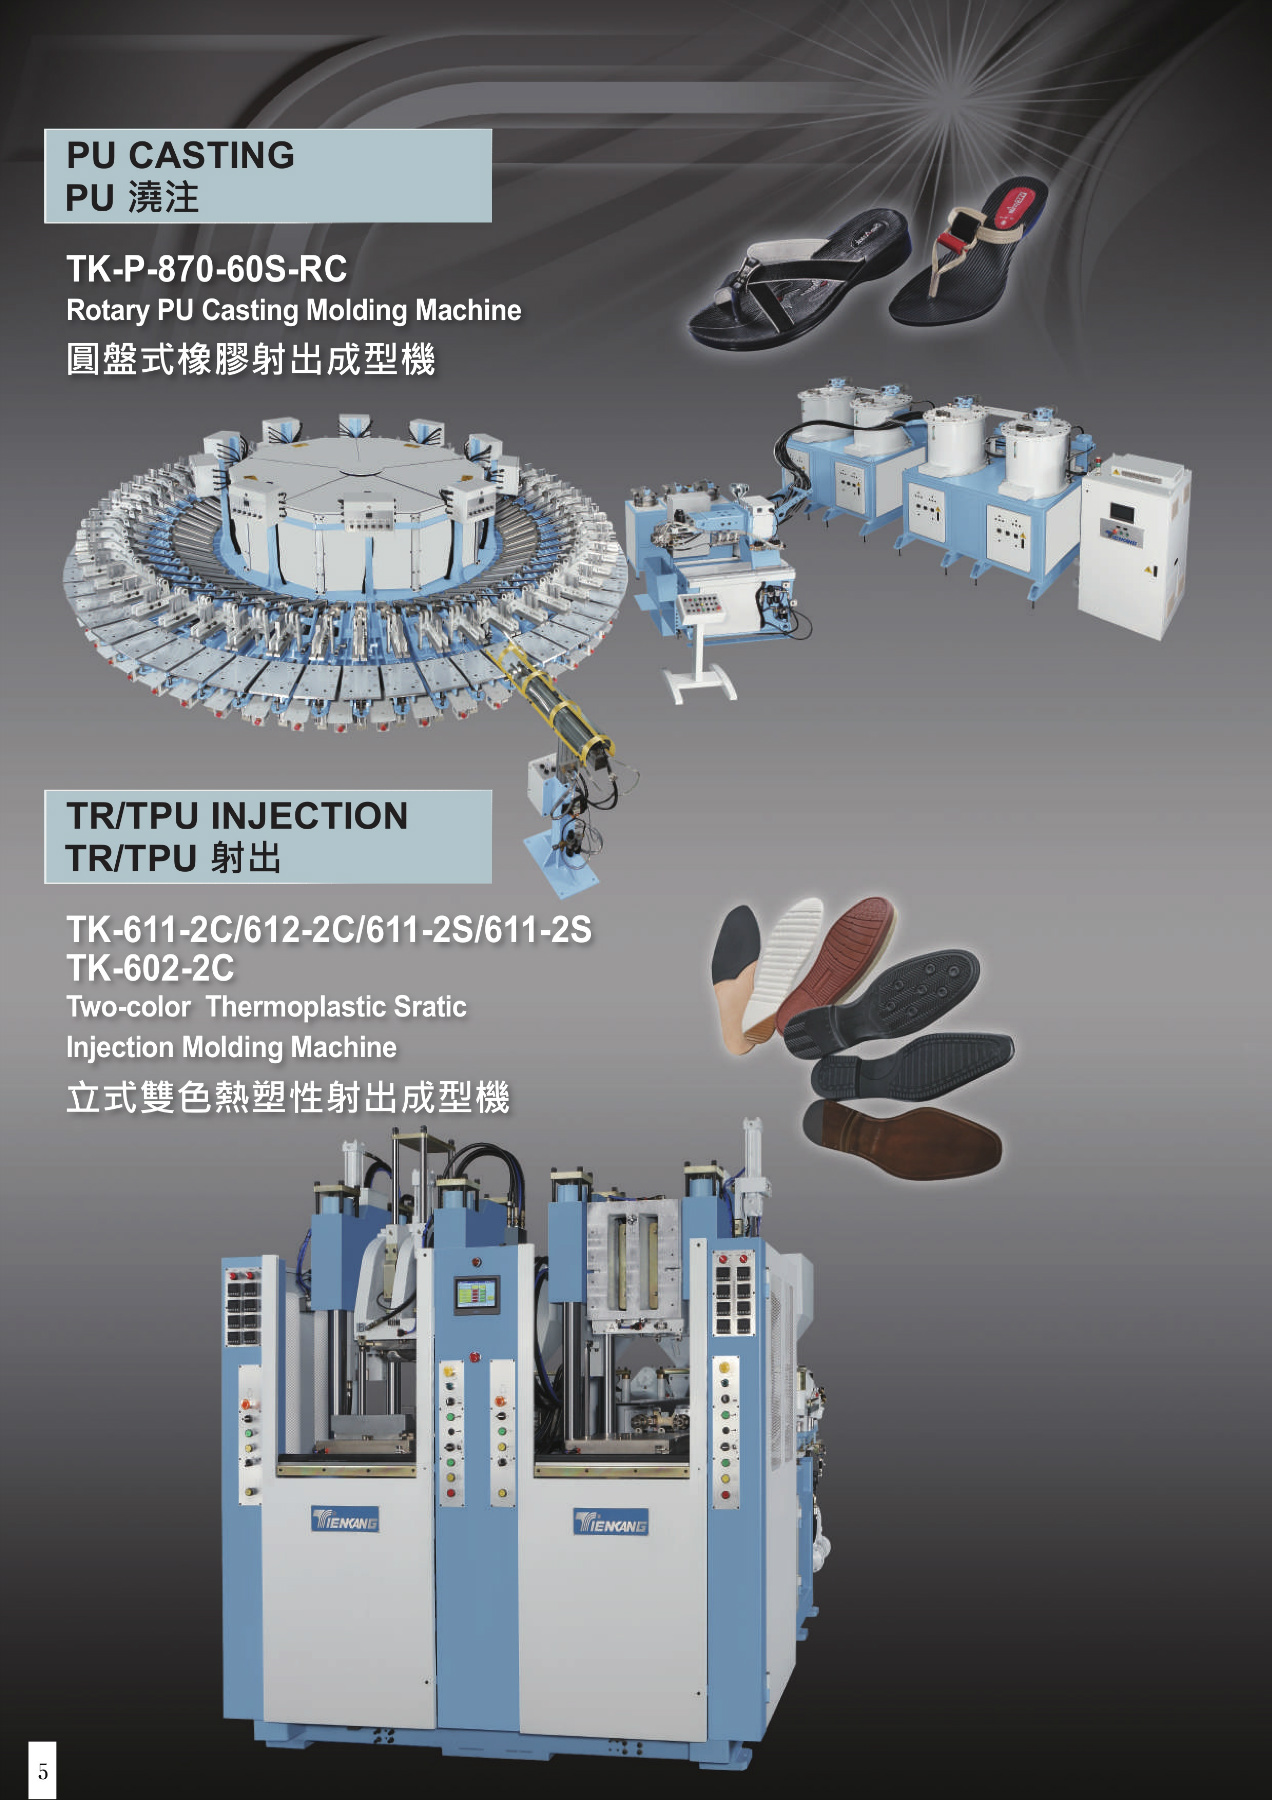 PU CASTING
PU 澆注
TK-P-870-60S-RC
Rotary PU Casting Molding Machine
圓盤式橡膠射出成型機
TIENKANG
TR/TPU INJECTION
TR/TPU 射出
TK-611-2C/612-2C/611-2S/611-2S
TK-602-2C
Two-color Thermoplastic Sratic
Injection Molding Machine
立式雙色熱塑性射出成型機
TIENKANG
TIENKANG
5